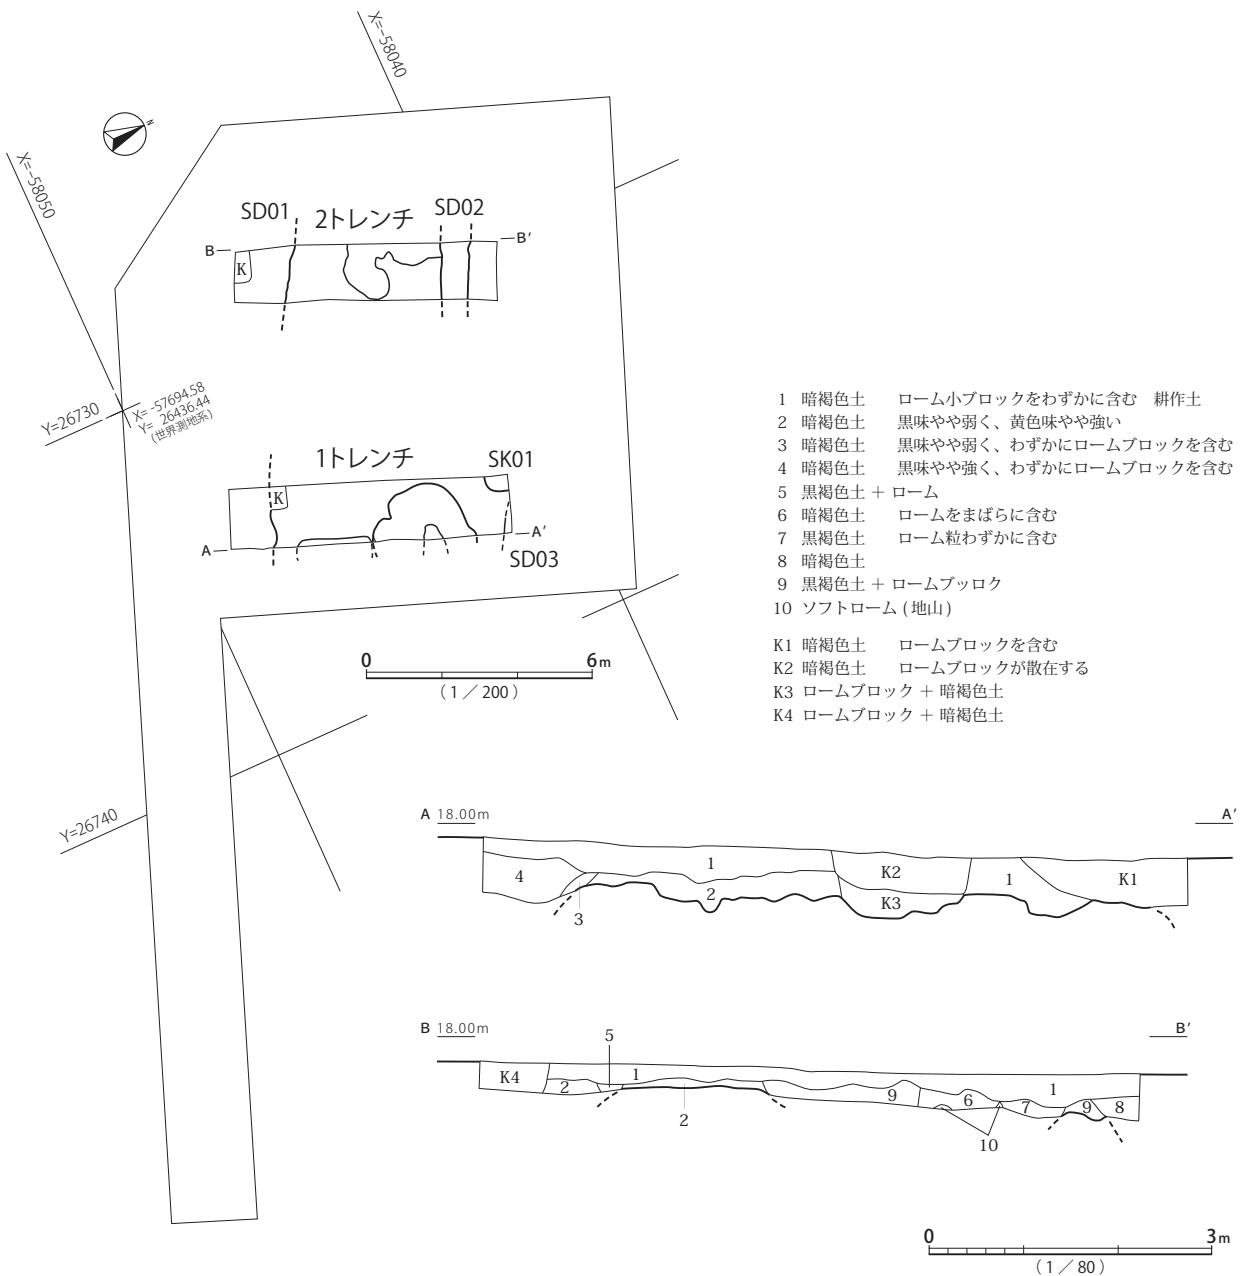 X=-58040
X=-58050
N
SD01
2トレンチ
SD02
B
B′
K
Y=26730
X= -57694.58
Y= 26436.44
(世界測地系)
1トレンチ
SK01
K
A
A′
SD03
0
6m
(1／200)
Y=26740
1 暗褐色土 ローム小ブロックをわずかに含む 耕作土
2 暗褐色土 黒味やや弱く、黄色味やや強い
3 暗褐色土 黒味やや弱く、わずかにロームブロックを含む
4 暗褐色土 黒味やや強く、わずかにロームブロックを含む
5 黒褐色土 ＋ ローム
6 暗褐色土 ロームをまばらに含む
7 黒褐色土 ローム粒わずかに含む
8 暗褐色土
9 黒褐色土 ＋ ロームブッロク
10 ソフトローム ( 地山 )
K1 暗褐色土 ロームブロックを含む
K2 暗褐色土 ロームブロックが散在する
K3 ロームブロック ＋ 暗褐色土
K4 ロームブロック ＋ 暗褐色土
A 18.00m
A′
1
K2
4
2
K3
1
K1
3
B 18.00m
B′
5
K4
1
2
9
6
1
7
9
8
2
10
0
3m
(1／80)